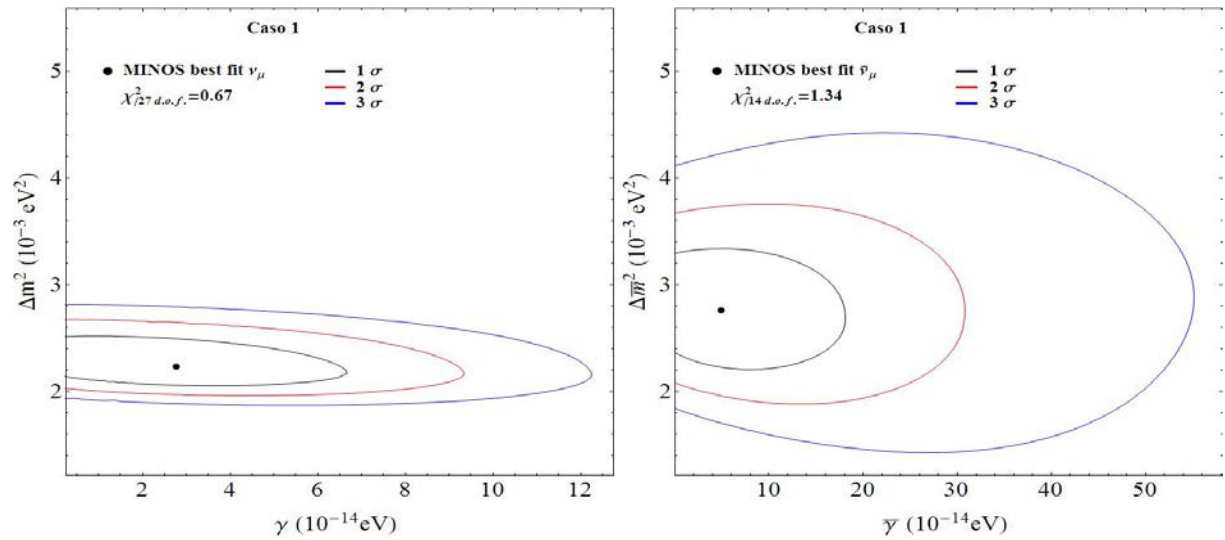 Caso 1
● MINOS best fit ν_μ
χ²/27 d.o.f.=0.67
1 σ
2 σ
3 σ
5
4
3
2
Δm² (10⁻³ eV²)
2 4 6 8 10 12
γ (10⁻¹⁴eV)
Caso 1
● MINOS best fit ν̄_μ
χ²/14 d.o.f.=1.34
1 σ
2 σ
3 σ
5
4
3
2
Δm̄² (10⁻³ eV²)
10 20 30 40 50
γ̄ (10⁻¹⁴eV)